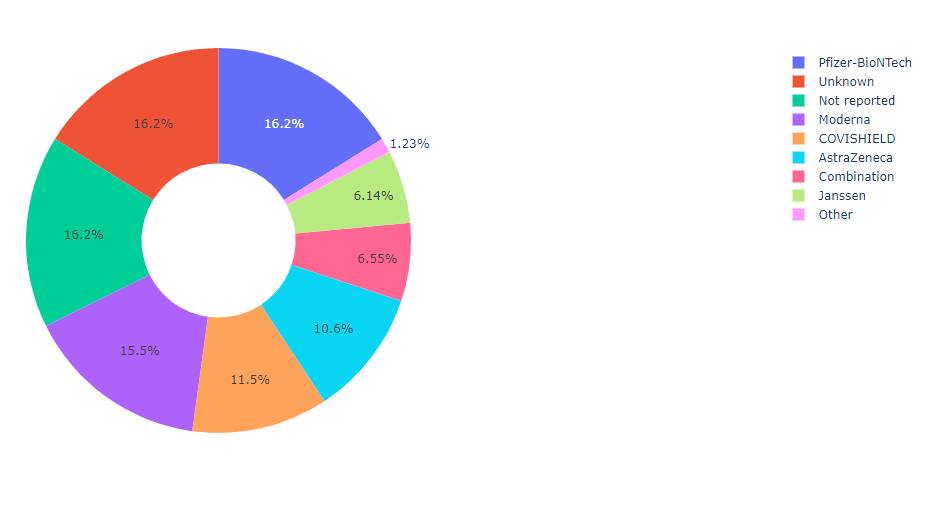 16.2%
16.2%
1.23%
6.14%
16.2%
6.55%
10.6%
15.5%
11.5%
Pfizer-BioNTech
Unknown
Not reported
Moderna
COVISHIELD
AstraZeneca
Combination
Janssen
Other